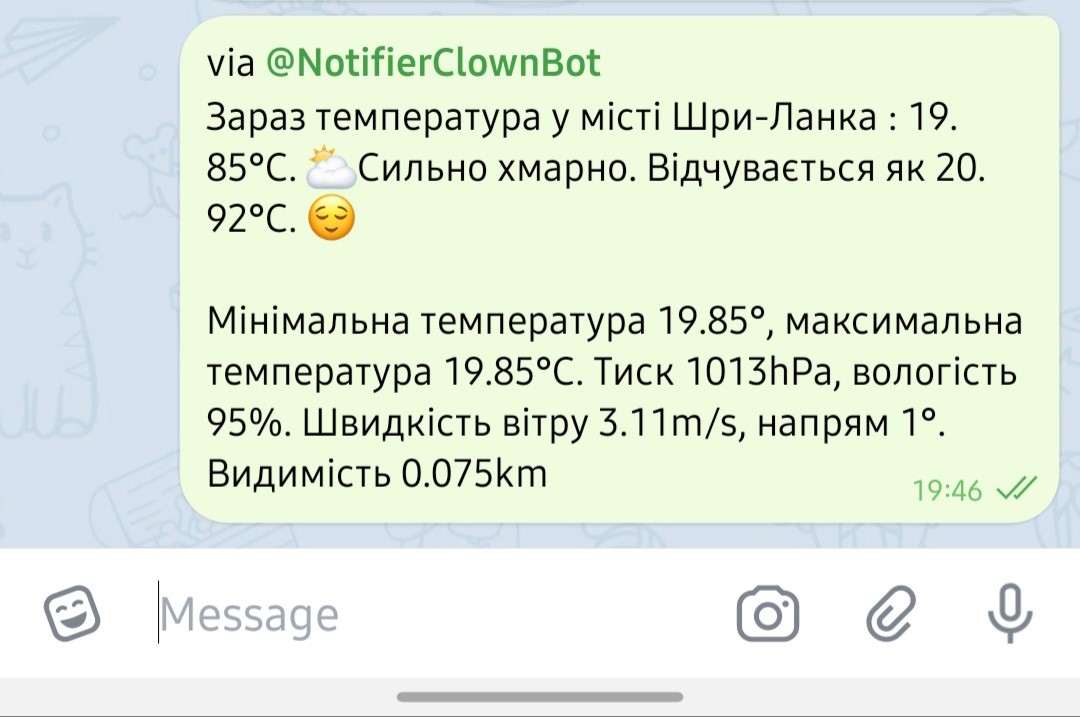 via @NotifierClownBot
Зараз температура у місті Шри-Ланка : 19.
85°C. 🌥Сильно хмарно. Відчувається як 20.
92°C. 😌
Мінімальна температура 19.85°, максимальна
температура 19.85°C. Тиск 1013hPa, вологість
95%. Швидкість вітру 3.11m/s, напрям 1°.
Видимість 0.075km
19:46
Message